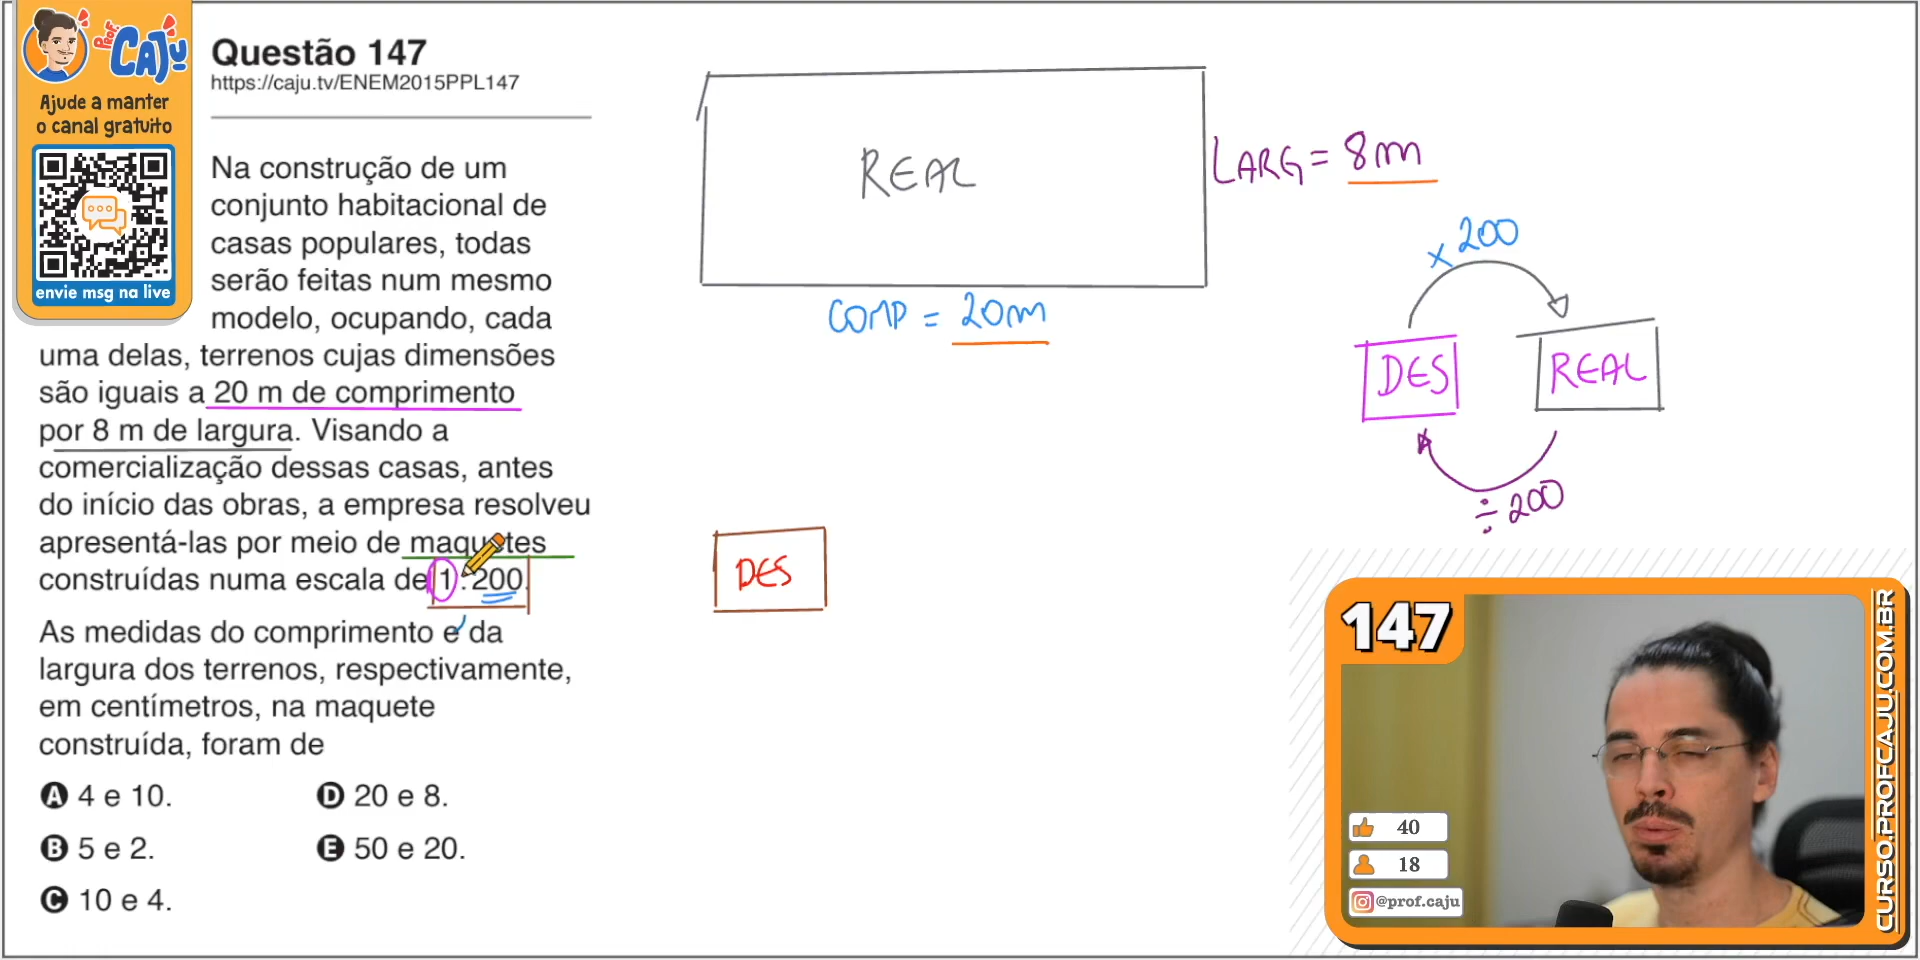 PROF. CAJU
Ajude a manter
o canal gratuito
envie msg na live
Questão 147
https://caju.tv/ENEM2015PPL147
Na construção de um
conjunto habitacional de
casas populares, todas
serão feitas num mesmo
modelo, ocupando, cada
uma delas, terrenos cujas dimensões
são iguais a 20 m de comprimento
por 8 m de largura. Visando a
comercialização dessas casas, antes
do início das obras, a empresa resolveu
apresentá-las por meio de maquetes
construídas numa escala de 1:200.
As medidas do comprimento e da
largura dos terrenos, respectivamente,
em centímetros, na maquete
construída, foram de
A 4 e 10.
B 5 e 2.
C 10 e 4.
D 20 e 8.
E 50 e 20.
REAL
LARG = 8m
COMP = 20m
x 200
DES
REAL
÷ 200
DES
147
40
18
@prof.caju
CURSO.PROFCAJU.COM.BR